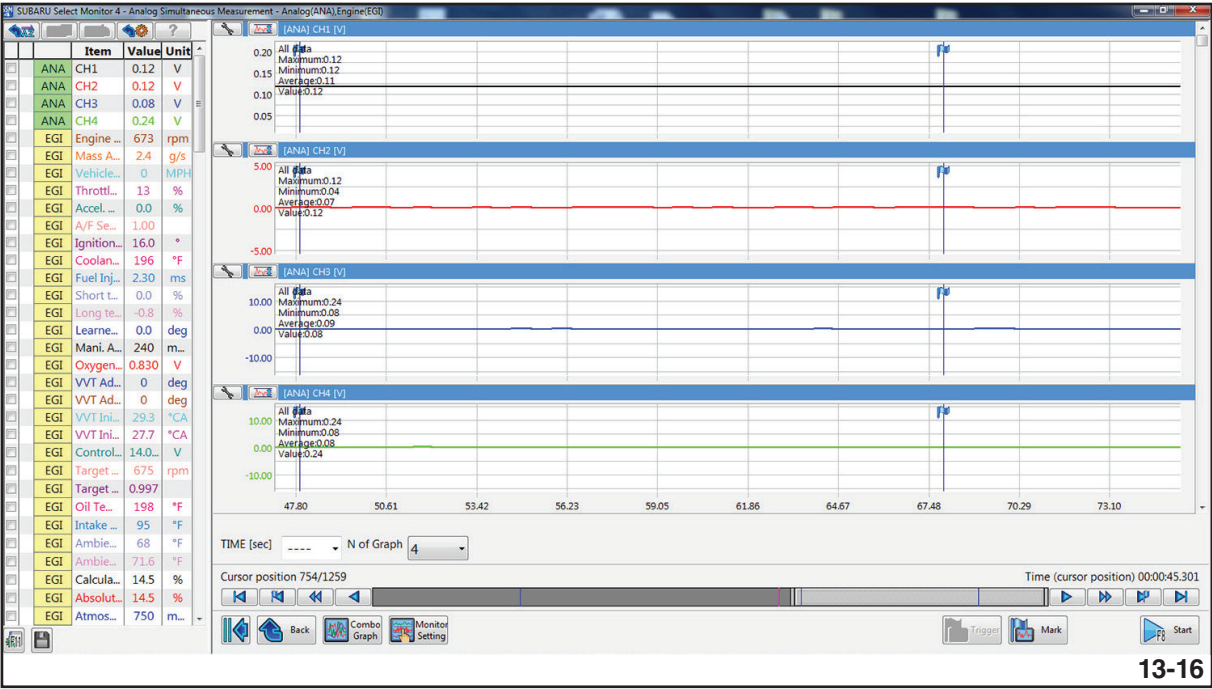 SUBARU Select Monitor 4 - Analog Simultaneous Measurement - Analog(ANA),Engine(EGI)
?
Item Value Unit
ANA CH1 0.12 V
ANA CH2 0.12 V
ANA CH3 0.08 V
ANA CH4 0.24 V
EGI Engine ... 673 rpm
EGI Mass A... 2.4 g/s
EGI Vehicle... 0 MPH
EGI Throttl... 13 %
EGI Accel. ... 0.0 %
EGI A/F Se... 1.00
EGI Ignition... 16.0 °
EGI Coolan... 196 °F
EGI Fuel Inj... 2.30 ms
EGI Short t... 0.0 %
EGI Long te... -0.8 %
EGI Learne... 0.0 deg
EGI Mani. A... 240 m...
EGI Oxygen... 0.830 V
EGI VVT Ad... 0 deg
EGI VVT Ad... 0 deg
EGI VVT Ini... 29.3 °CA
EGI VVT Ini... 27.7 °CA
EGI Control... 14.0... V
EGI Target ... 675 rpm
EGI Target ... 0.997
EGI Oil Te... 198 °F
EGI Intake ... 95 °F
EGI Ambie... 68 °F
EGI Ambie... 71.6 °F
EGI Calcula... 14.5 %
EGI Absolut... 14.5 %
EGI Atmos... 750 m...
F11
[ANA] CH1 [V]
0.20
0.15
0.10
0.05
All data
Maximum:0.12
Minimum:0.12
Average:0.11
Value:0.12
[ANA] CH2 [V]
5.00
0.00
-5.00
All data
Maximum:0.12
Minimum:0.04
Average:0.07
Value:0.12
[ANA] CH3 [V]
10.00
0.00
-10.00
All data
Maximum:0.24
Minimum:0.08
Average:0.09
Value:0.08
[ANA] CH4 [V]
10.00
0.00
-10.00
All data
Maximum:0.24
Minimum:0.08
Average:0.08
Value:0.24
47.80 50.61 53.42 56.23 59.05 61.86 64.67 67.48 70.29 73.10
TIME [sec] ---- N of Graph 4
Cursor position 754/1259 Time (cursor position) 00:00:45.301
Back
Combo
Graph
Monitor
Setting
Trigger
Mark
F8 Start
13-16